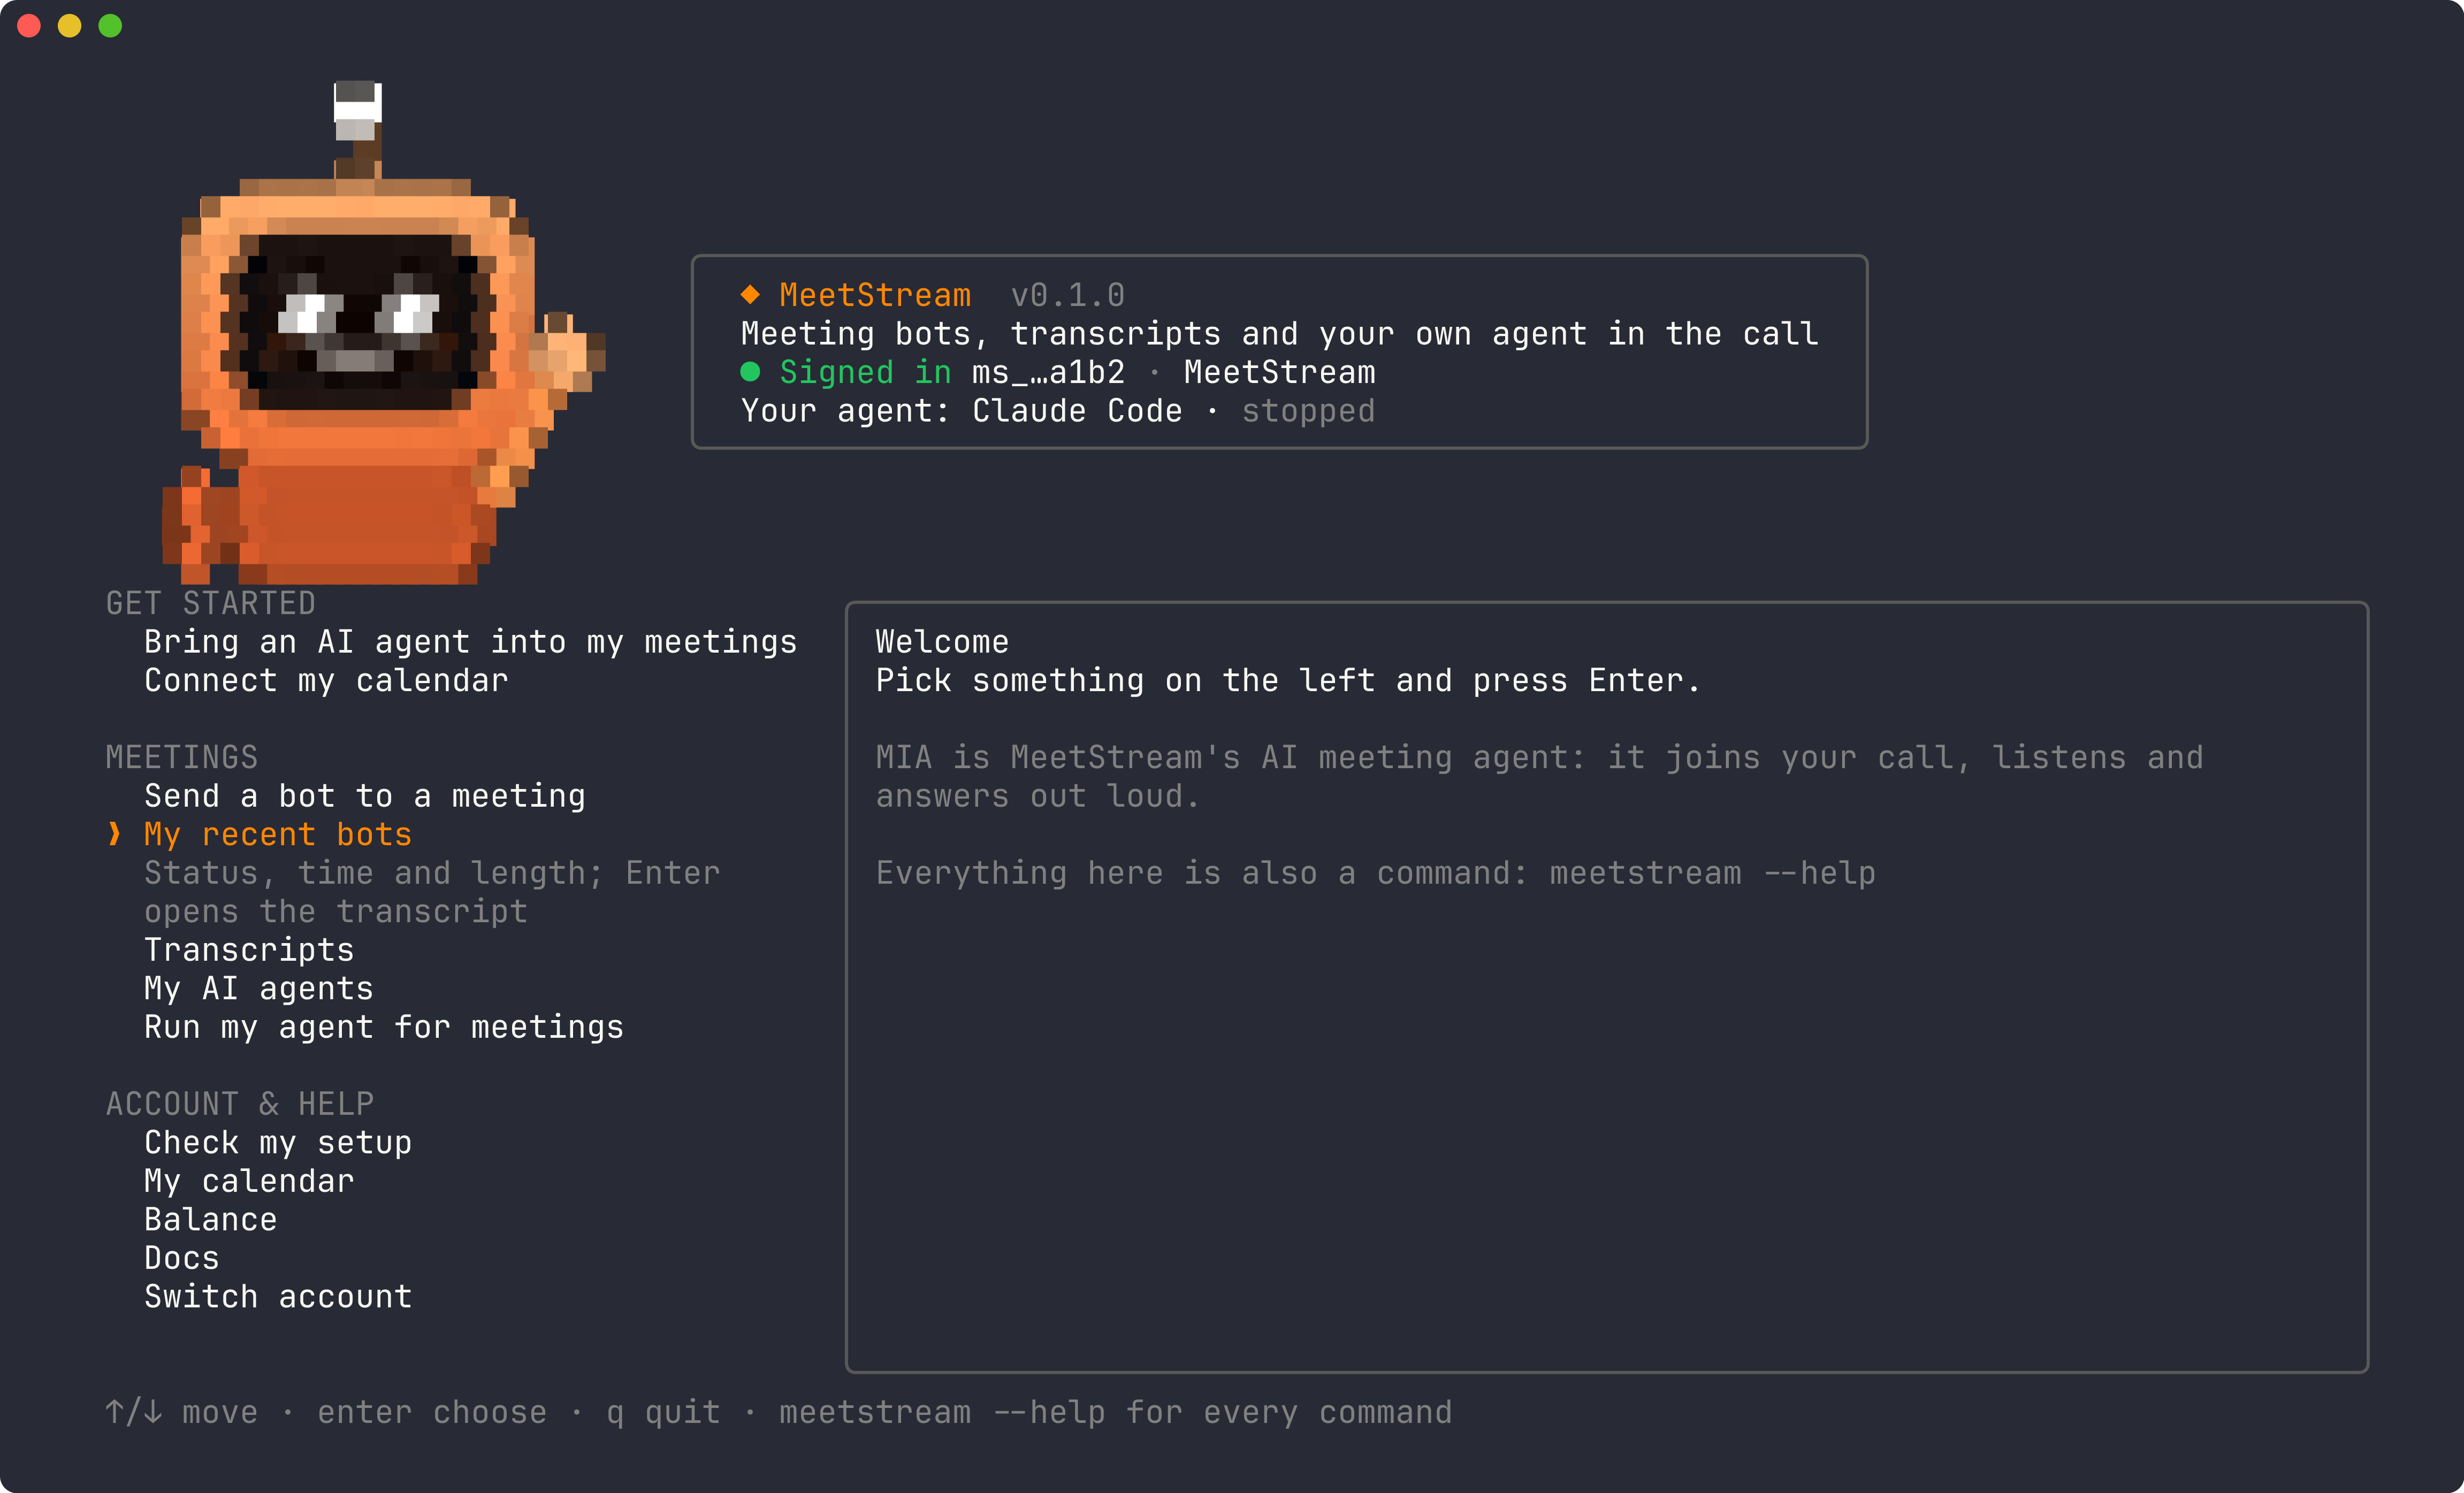 ◆ MeetStream  v0.1.0
Meeting bots, transcripts and your own agent in the call
● Signed in ms_…a1b2 · MeetStream
Your agent: Claude Code · stopped
GET STARTED
Bring an AI agent into my meetings
Connect my calendar
MEETINGS
Send a bot to a meeting
❯ My recent bots
Status, time and length; Enter
opens the transcript
Transcripts
My AI agents
Run my agent for meetings
ACCOUNT & HELP
Check my setup
My calendar
Balance
Docs
Switch account
Welcome
Pick something on the left and press Enter.
MIA is MeetStream's AI meeting agent: it joins your call, listens and
answers out loud.
Everything here is also a command: meetstream --help
↑/↓ move · enter choose · q quit · meetstream --help for every command